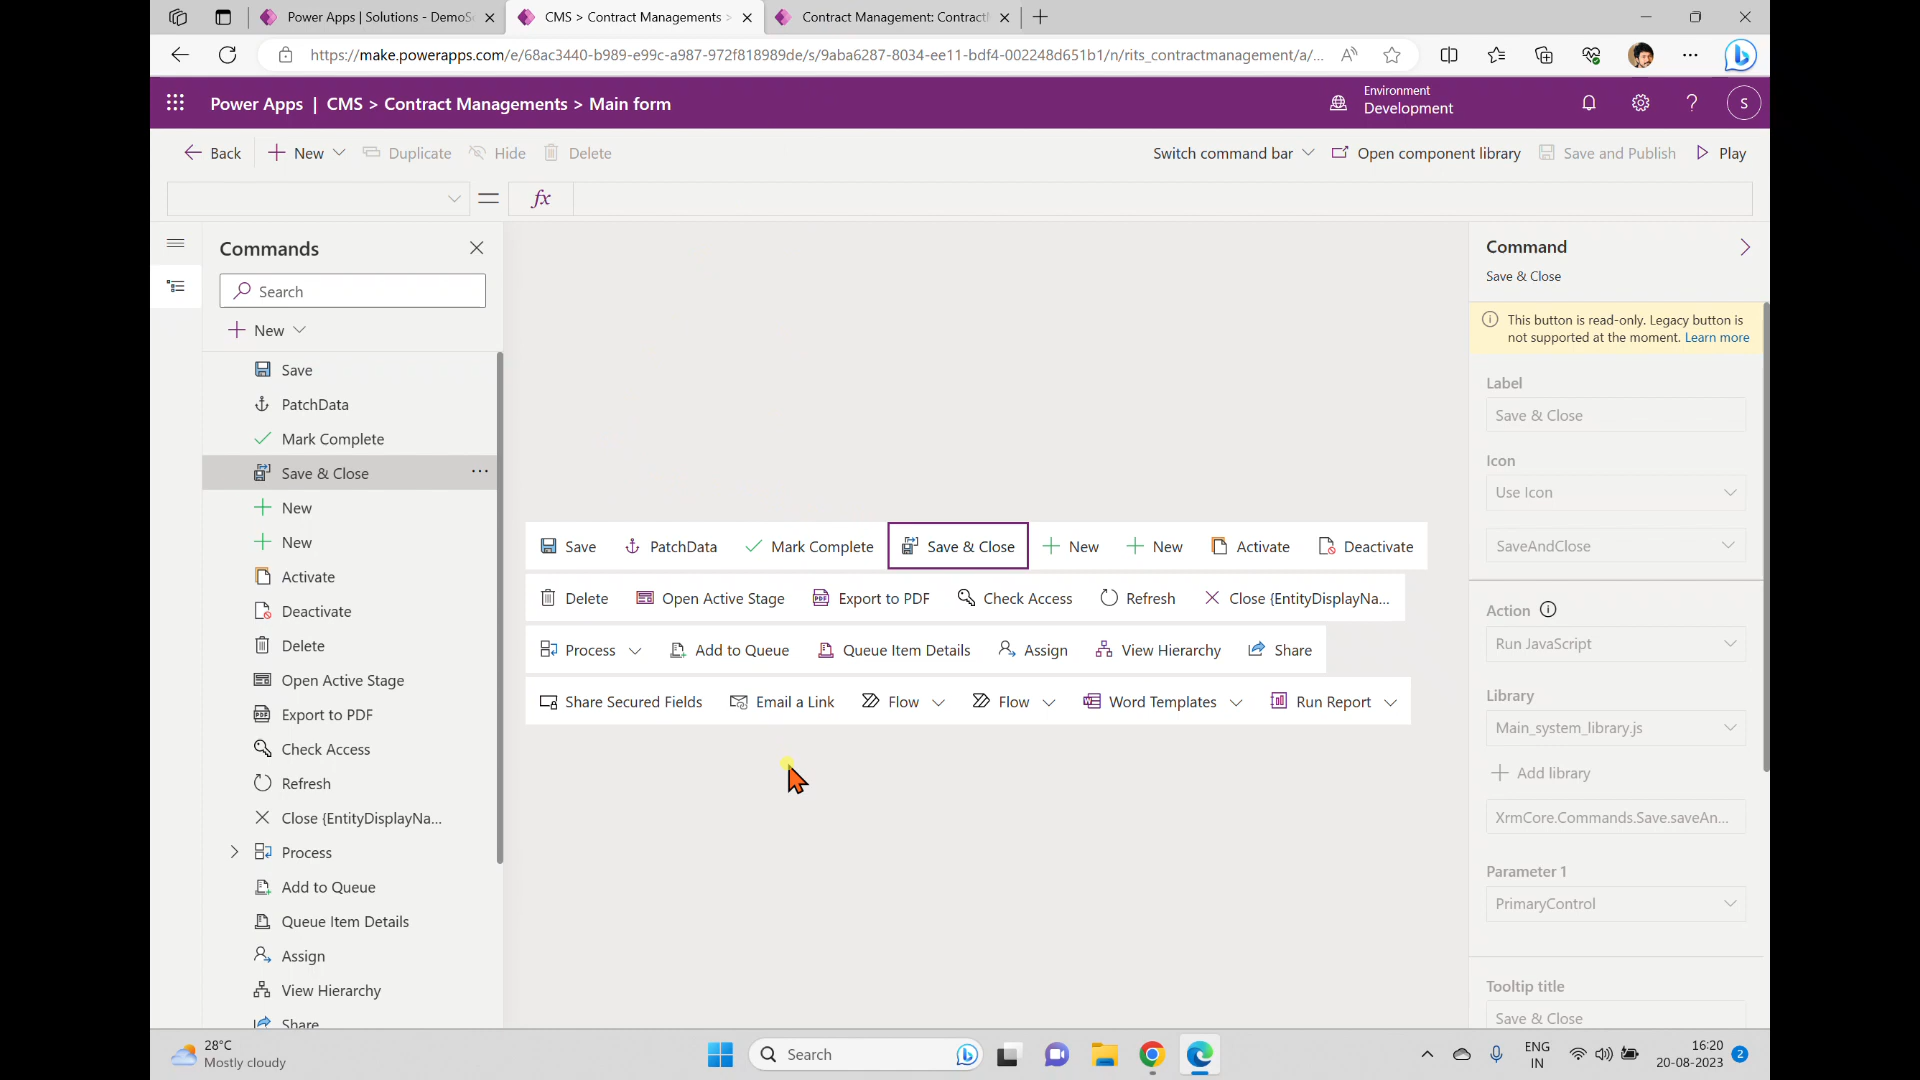 Power Apps | Solutions - DemoSc
CMS > Contract Managements >
Contract Management: Contract
https://make.powerapps.com/e/68ac3440-b989-e99c-a987-972f818989de/s/9aba6287-8034-ee11-bdf4-002248d651b1/n/rits_contractmanagement/a/...
Power Apps | CMS > Contract Managements > Main form
Environment
Development
S
Back
New
Duplicate
Hide
Delete
Switch command bar
Open component library
Save and Publish
Play
fx
Commands
Search
New
Save
PatchData
Mark Complete
Save & Close
New
New
Activate
Deactivate
Delete
Open Active Stage
Export to PDF
Check Access
Refresh
Close {EntityDisplayNa...
Process
Add to Queue
Queue Item Details
Assign
View Hierarchy
Share
Save PatchData Mark Complete Save & Close New New Activate Deactivate
Delete Open Active Stage Export to PDF Check Access Refresh Close {EntityDisplayNa...
Process Add to Queue Queue Item Details Assign View Hierarchy Share
Share Secured Fields Email a Link Flow Flow Word Templates Run Report
Command
Save & Close
This button is read-only. Legacy button is
not supported at the moment. Learn more
Label
Save & Close
Icon
Use Icon
SaveAndClose
Action
Run JavaScript
Library
Main_system_library.js
Add library
XrmCore.Commands.Save.saveAn...
Parameter 1
PrimaryControl
Tooltip title
Save & Close
28°C
Mostly cloudy
Search
ENG
IN
16:20
20-08-2023
2